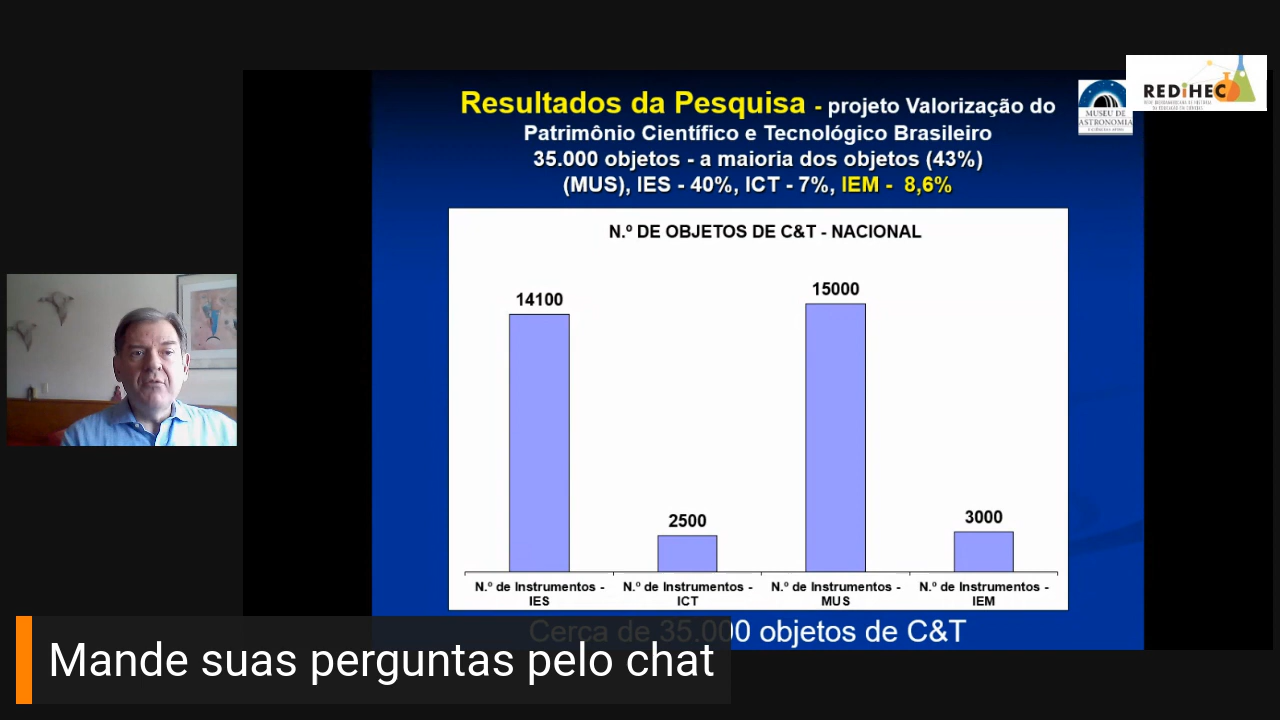 Resultados da Pesquisa - projeto Valorização do
Patrimônio Científico e Tecnológico Brasileiro
35.000 objetos - a maioria dos objetos (43%)
(MUS), IES - 40%, ICT - 7%, IEM - 8,6%
MUSEU DE
ASTRONOMIA
REDiHEC
N.º DE OBJETOS DE C&T - NACIONAL
14100
2500
15000
3000
N.º de Instrumentos -
IES
N.º de Instrumentos -
ICT
N.º de Instrumentos -
MUS
N.º de Instrumentos -
IEM
Cerca de 35.000 objetos de C&T
Mande suas perguntas pelo chat